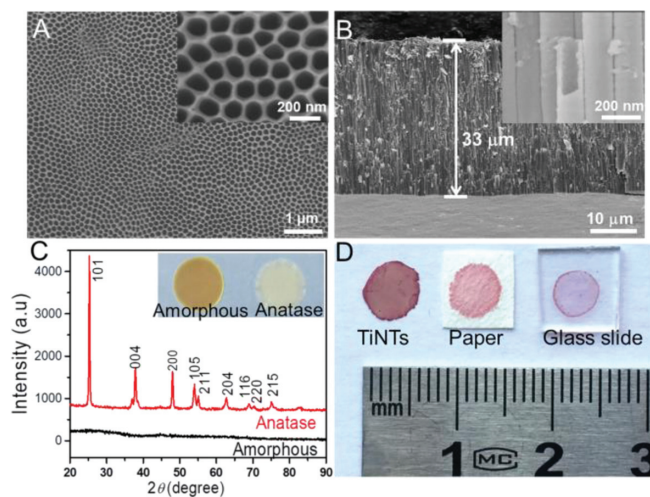 A
200 nm
1 µm
B
200 nm
33 µm
10 µm
C
Intensity (a.u)
4000
3000
2000
1000
0
101
004
200
105
211
204
116
220
215
Amorphous Anatase
Anatase
Amorphous
20 30 40 50 60 70 80 90
2θ(degree)
D
TiNTs Paper Glass slide
mm
1 MC 2 3